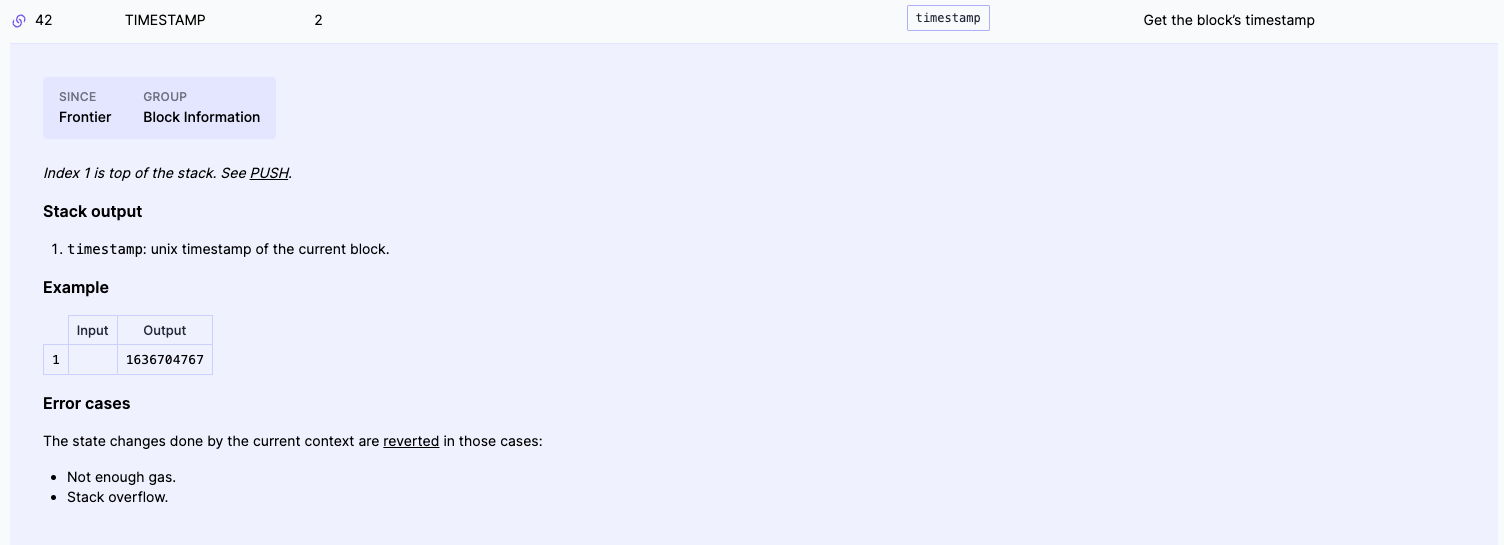 42 TIMESTAMP 2 timestamp Get the block’s timestamp
SINCE GROUP
Frontier Block Information
Index 1 is top of the stack. See PUSH.
Stack output
1. timestamp: unix timestamp of the current block.
Example
Input Output
1 1636704767
Error cases
The state changes done by the current context are reverted in those cases:
• Not enough gas.
• Stack overflow.